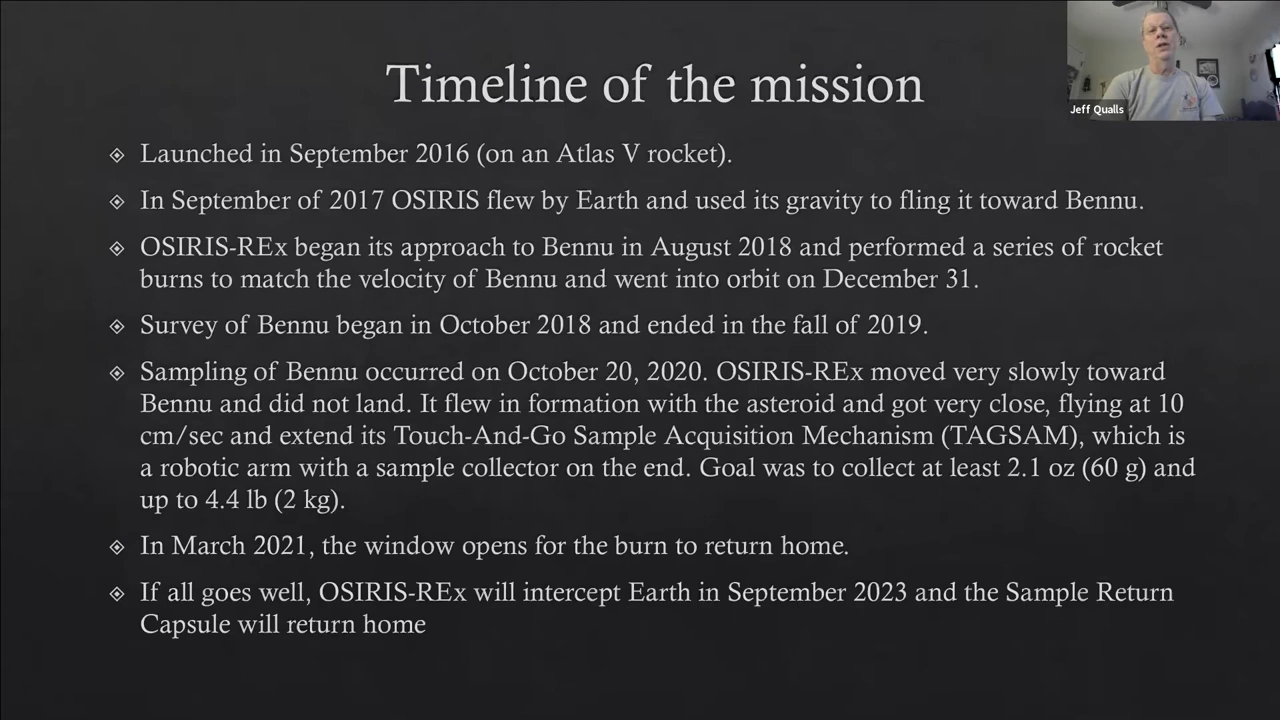 Timeline of the mission
Jeff Qualls
Launched in September 2016 (on an Atlas V rocket).
In September of 2017 OSIRIS flew by Earth and used its gravity to fling it toward Bennu.
OSIRIS-REx began its approach to Bennu in August 2018 and performed a series of rocket
burns to match the velocity of Bennu and went into orbit on December 31.
Survey of Bennu began in October 2018 and ended in the fall of 2019.
Sampling of Bennu occurred on October 20, 2020. OSIRIS-REx moved very slowly toward
Bennu and did not land. It flew in formation with the asteroid and got very close, flying at 10
cm/sec and extend its Touch-And-Go Sample Acquisition Mechanism (TAGSAM), which is
a robotic arm with a sample collector on the end. Goal was to collect at least 2.1 oz (60 g) and
up to 4.4 lb (2 kg).
In March 2021, the window opens for the burn to return home.
If all goes well, OSIRIS-REx will intercept Earth in September 2023 and the Sample Return
Capsule will return home